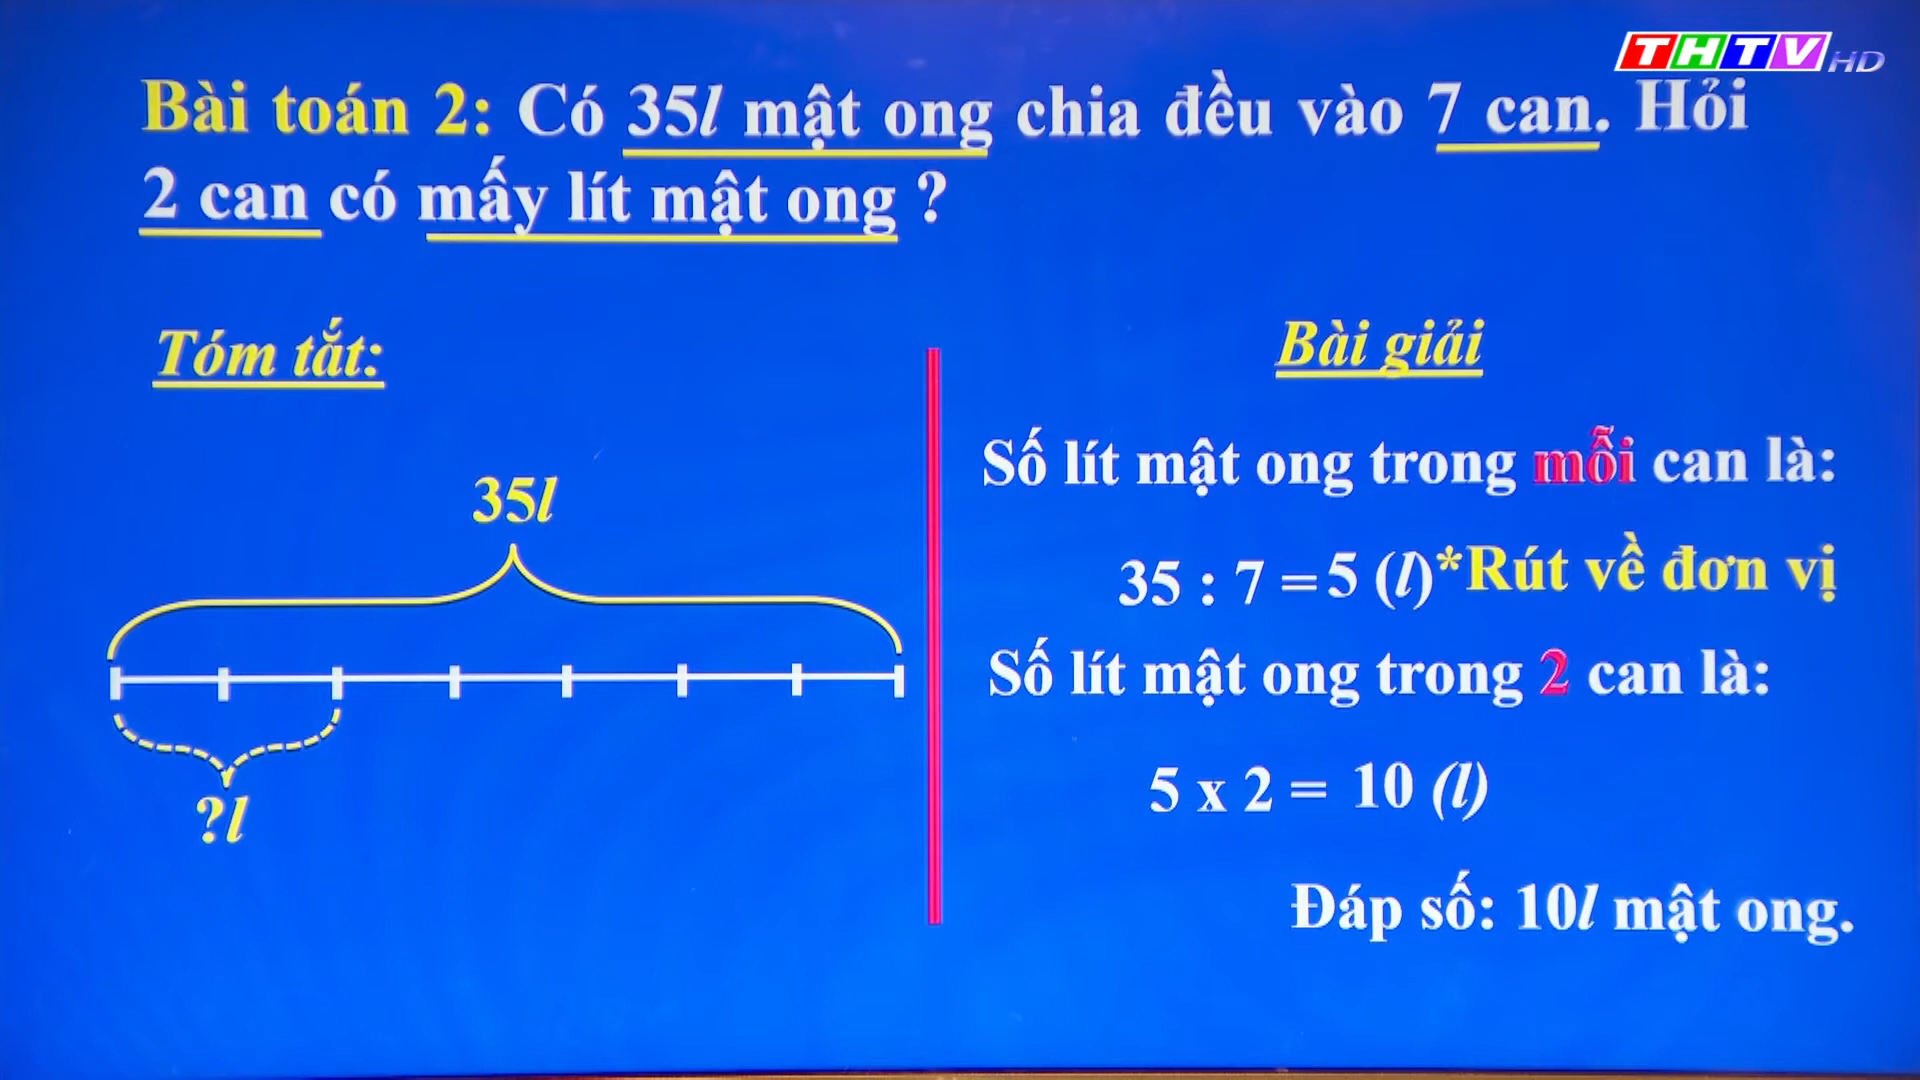 THTV HD
Bài toán 2: Có 35l mật ong chia đều vào 7 can. Hỏi
2 can có mấy lít mật ong ?
Tóm tắt:
35l
?l
Bài giải
Số lít mật ong trong mỗi can là:
35 : 7 = 5 (l) *Rút về đơn vị
Số lít mật ong trong 2 can là:
5 x 2 = 10 (l)
Đáp số: 10l mật ong.